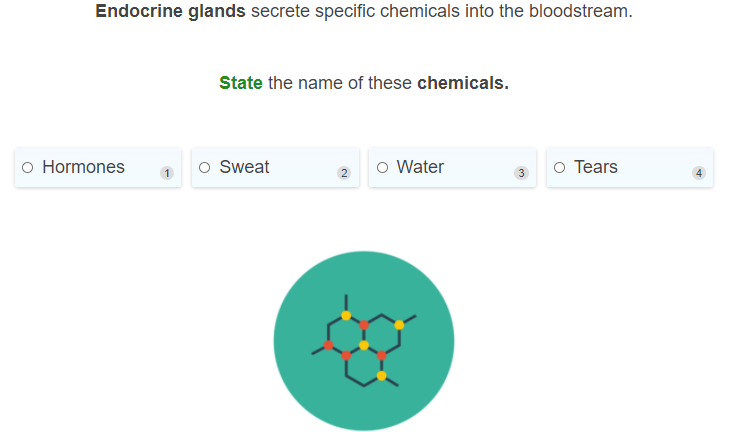 Endocrine glands secrete specific chemicals into the bloodstream.
State the name of these chemicals.
Hormones 1 Sweat 2 Water 3 Tears 4